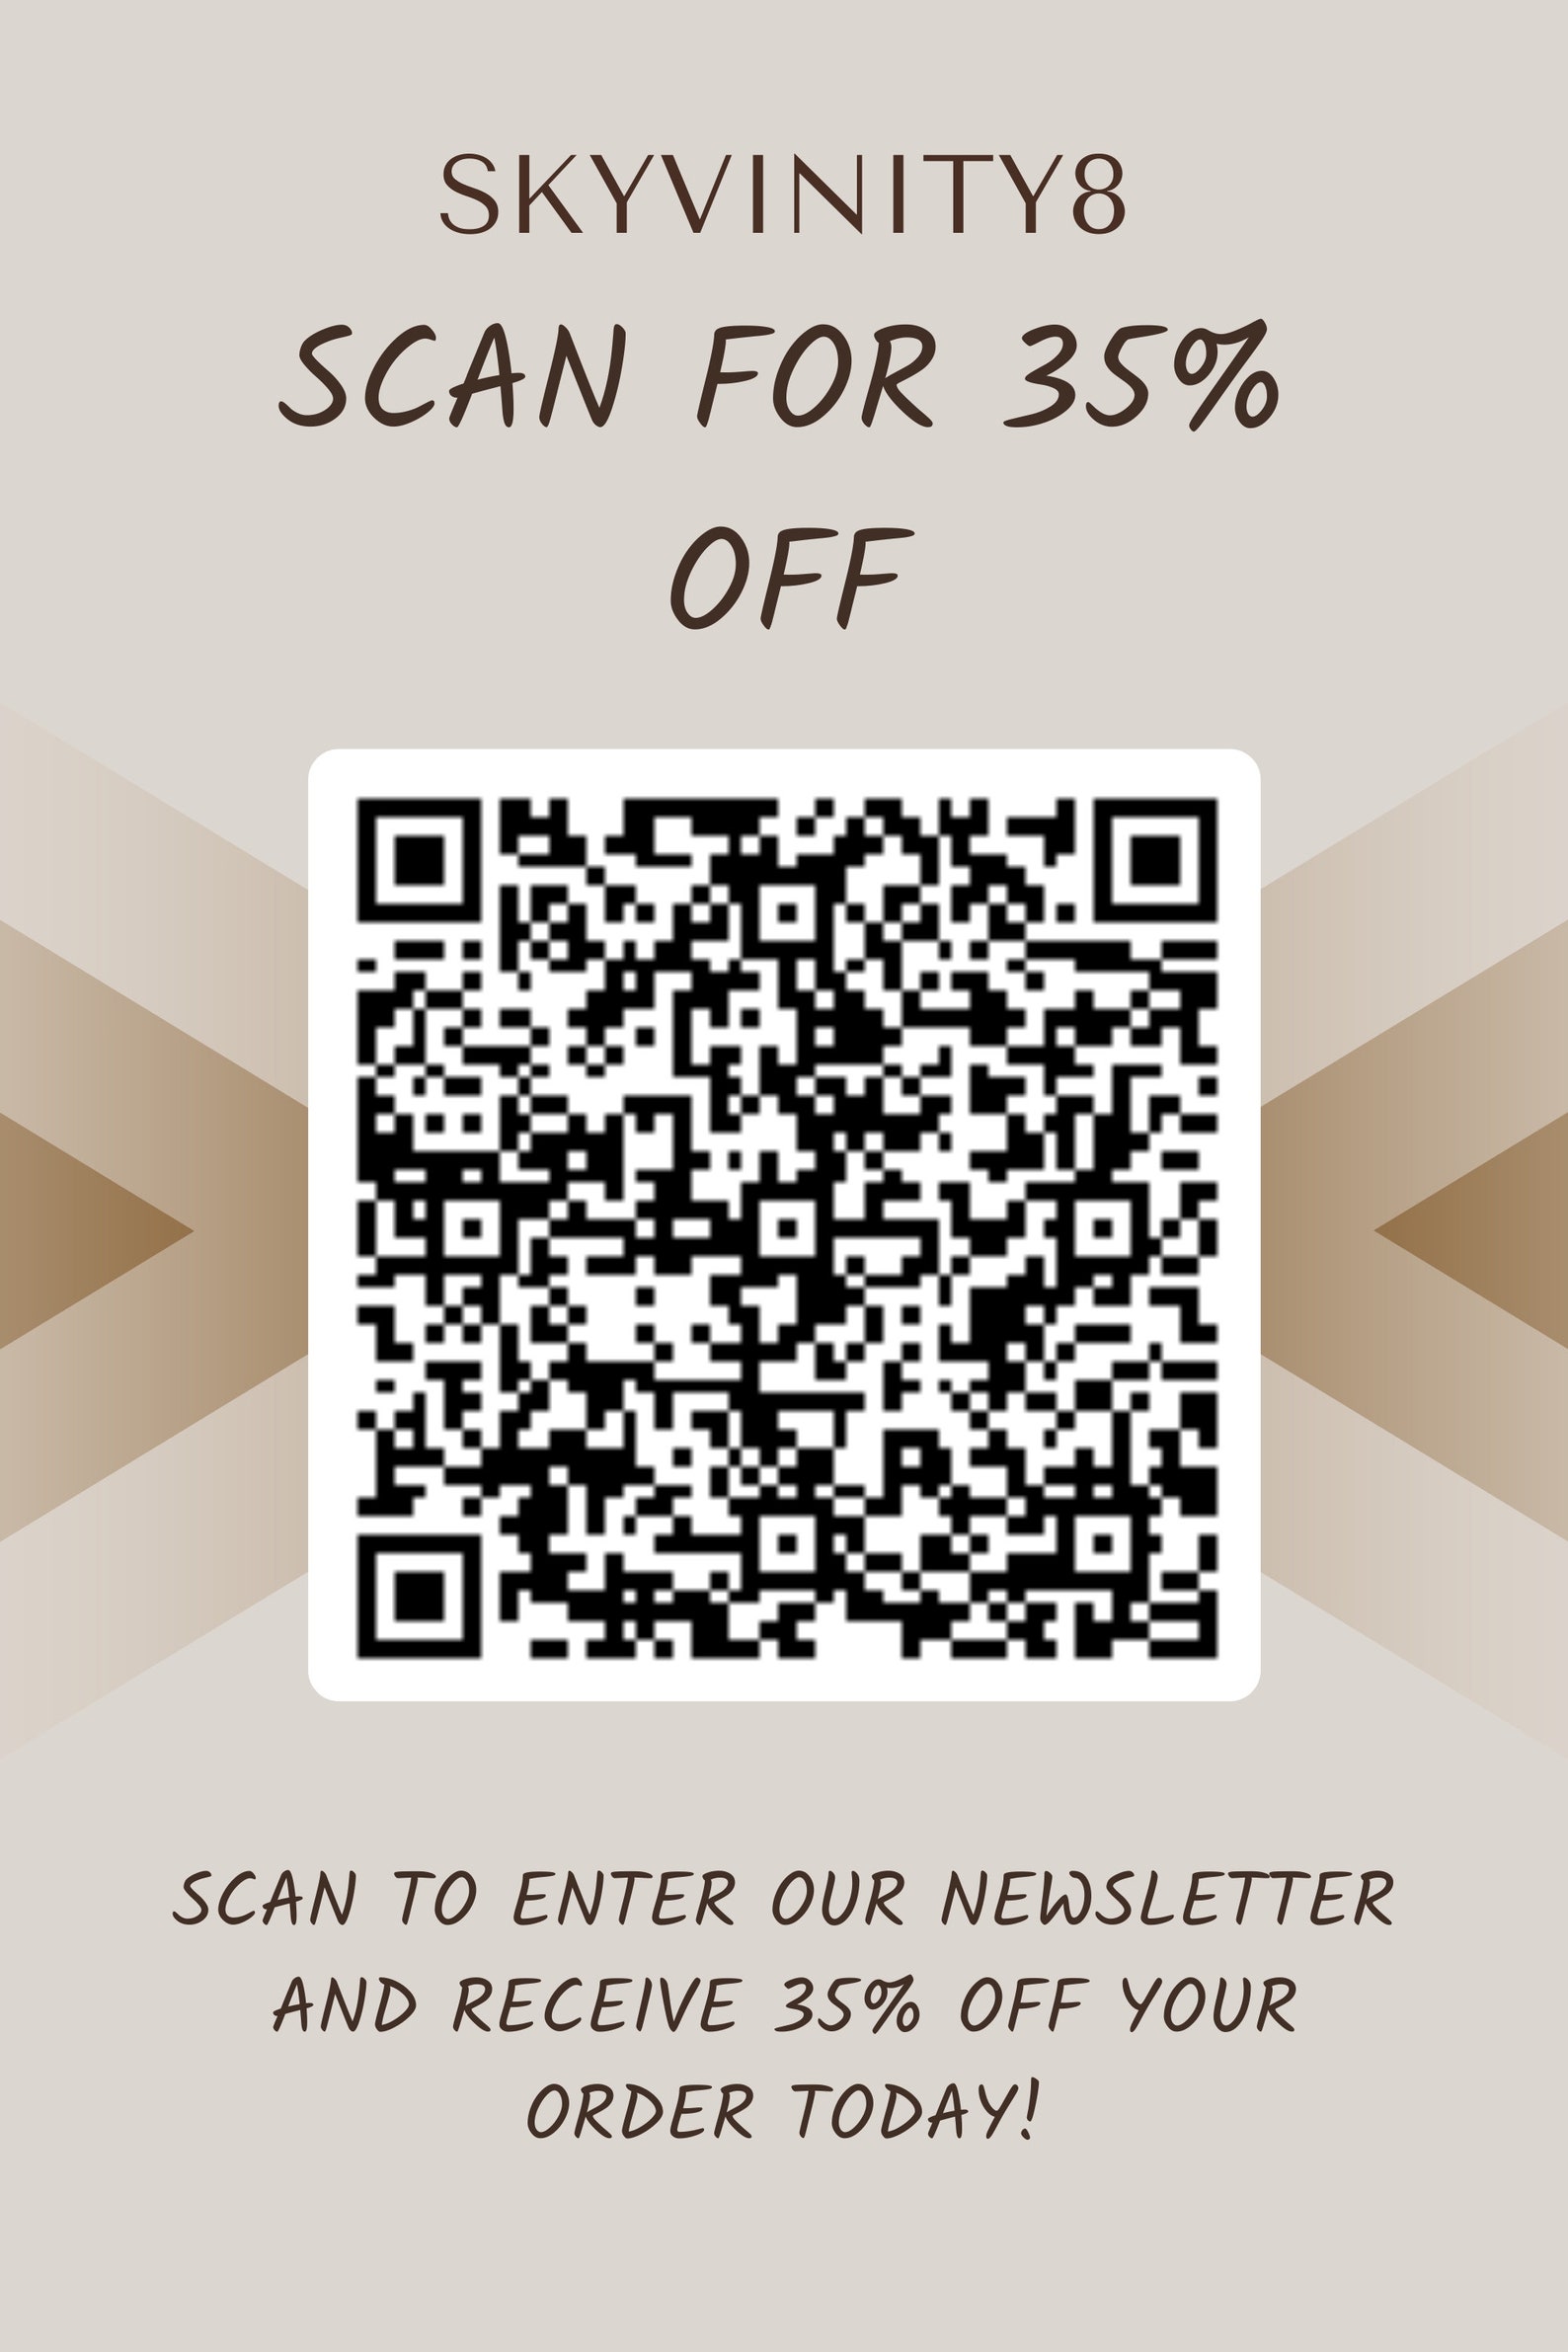 SKYVINITY8
SCAN FOR 35%
OFF
SCAN TO ENTER OUR NEWSLETTER
AND RECEIVE 35% OFF YOUR
ORDER TODAY!